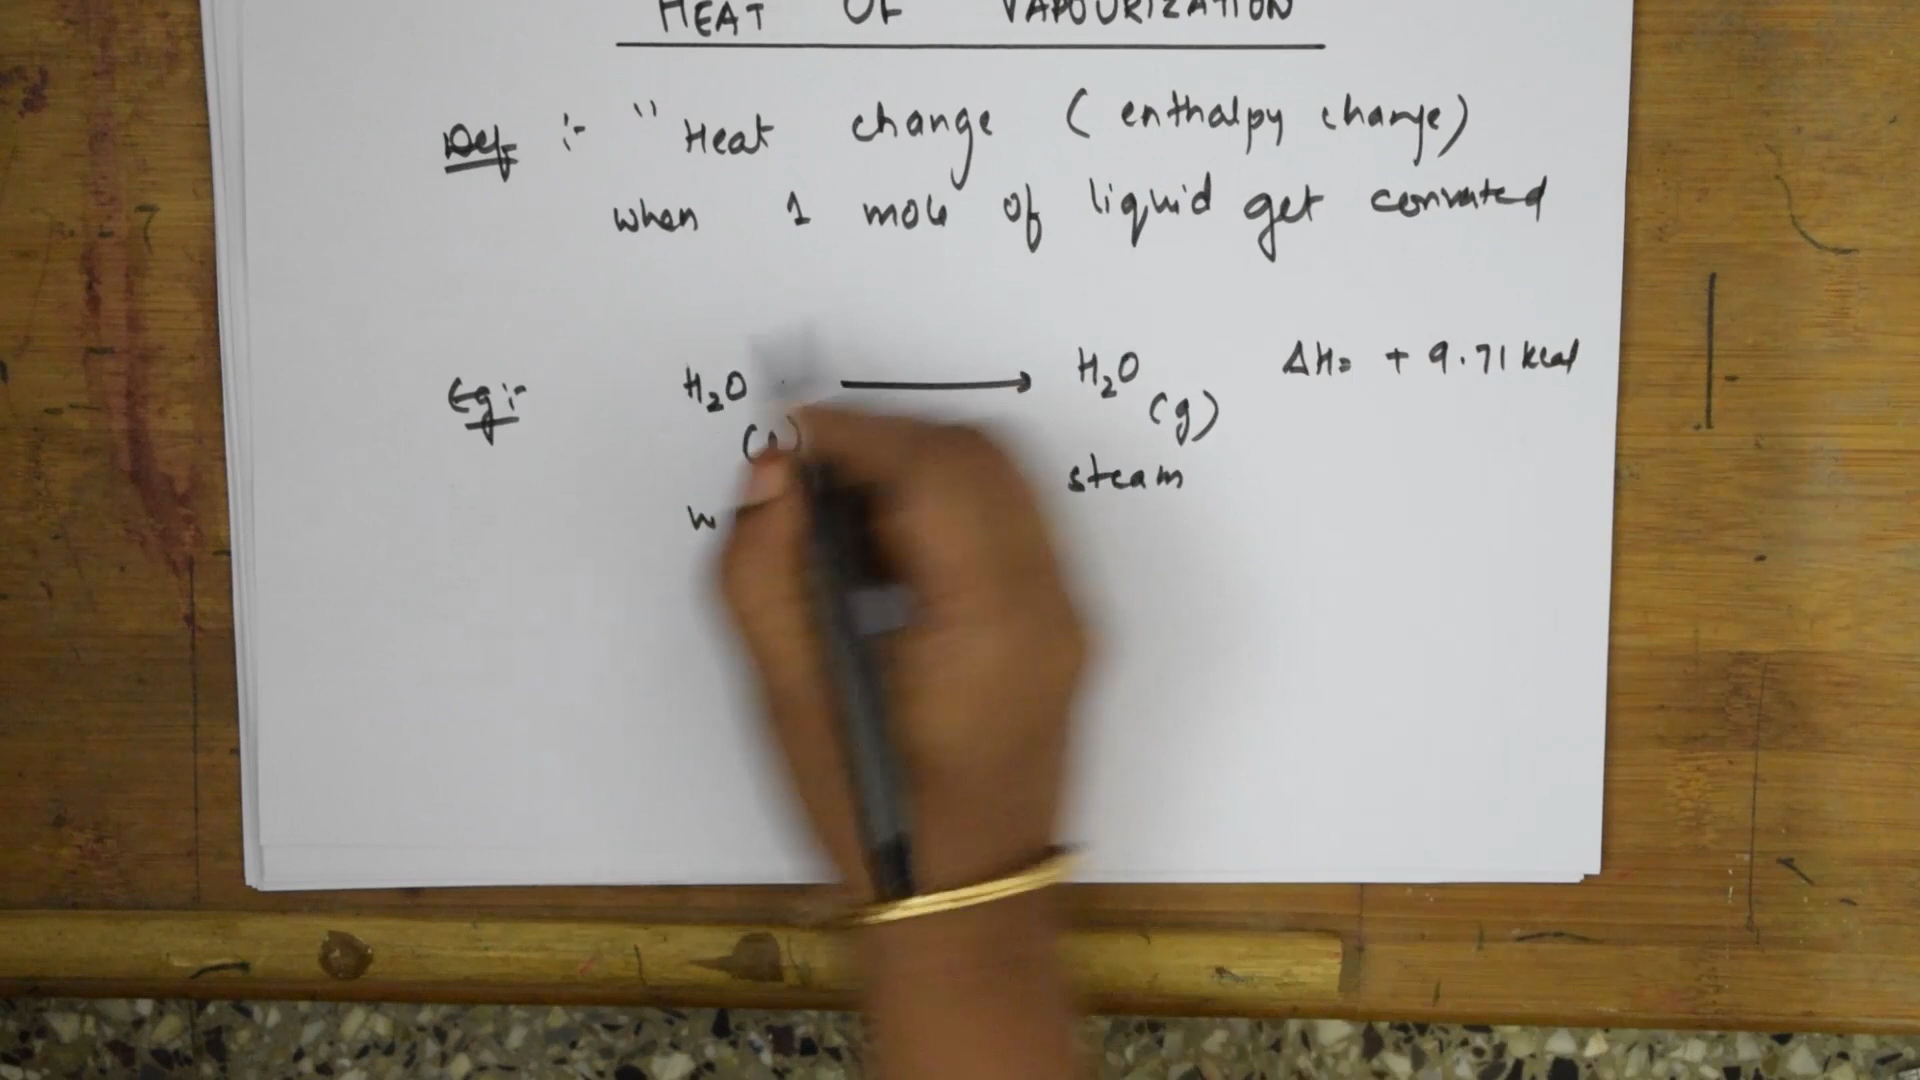 HEAT OF VAPOURIZATION
Def :- " Heat change (enthalpy change)
when 1 mole of liquid get converted
Eg:- H₂O (l) ⟶ H₂O (g) ΔH = + 9.71 kcal
steam